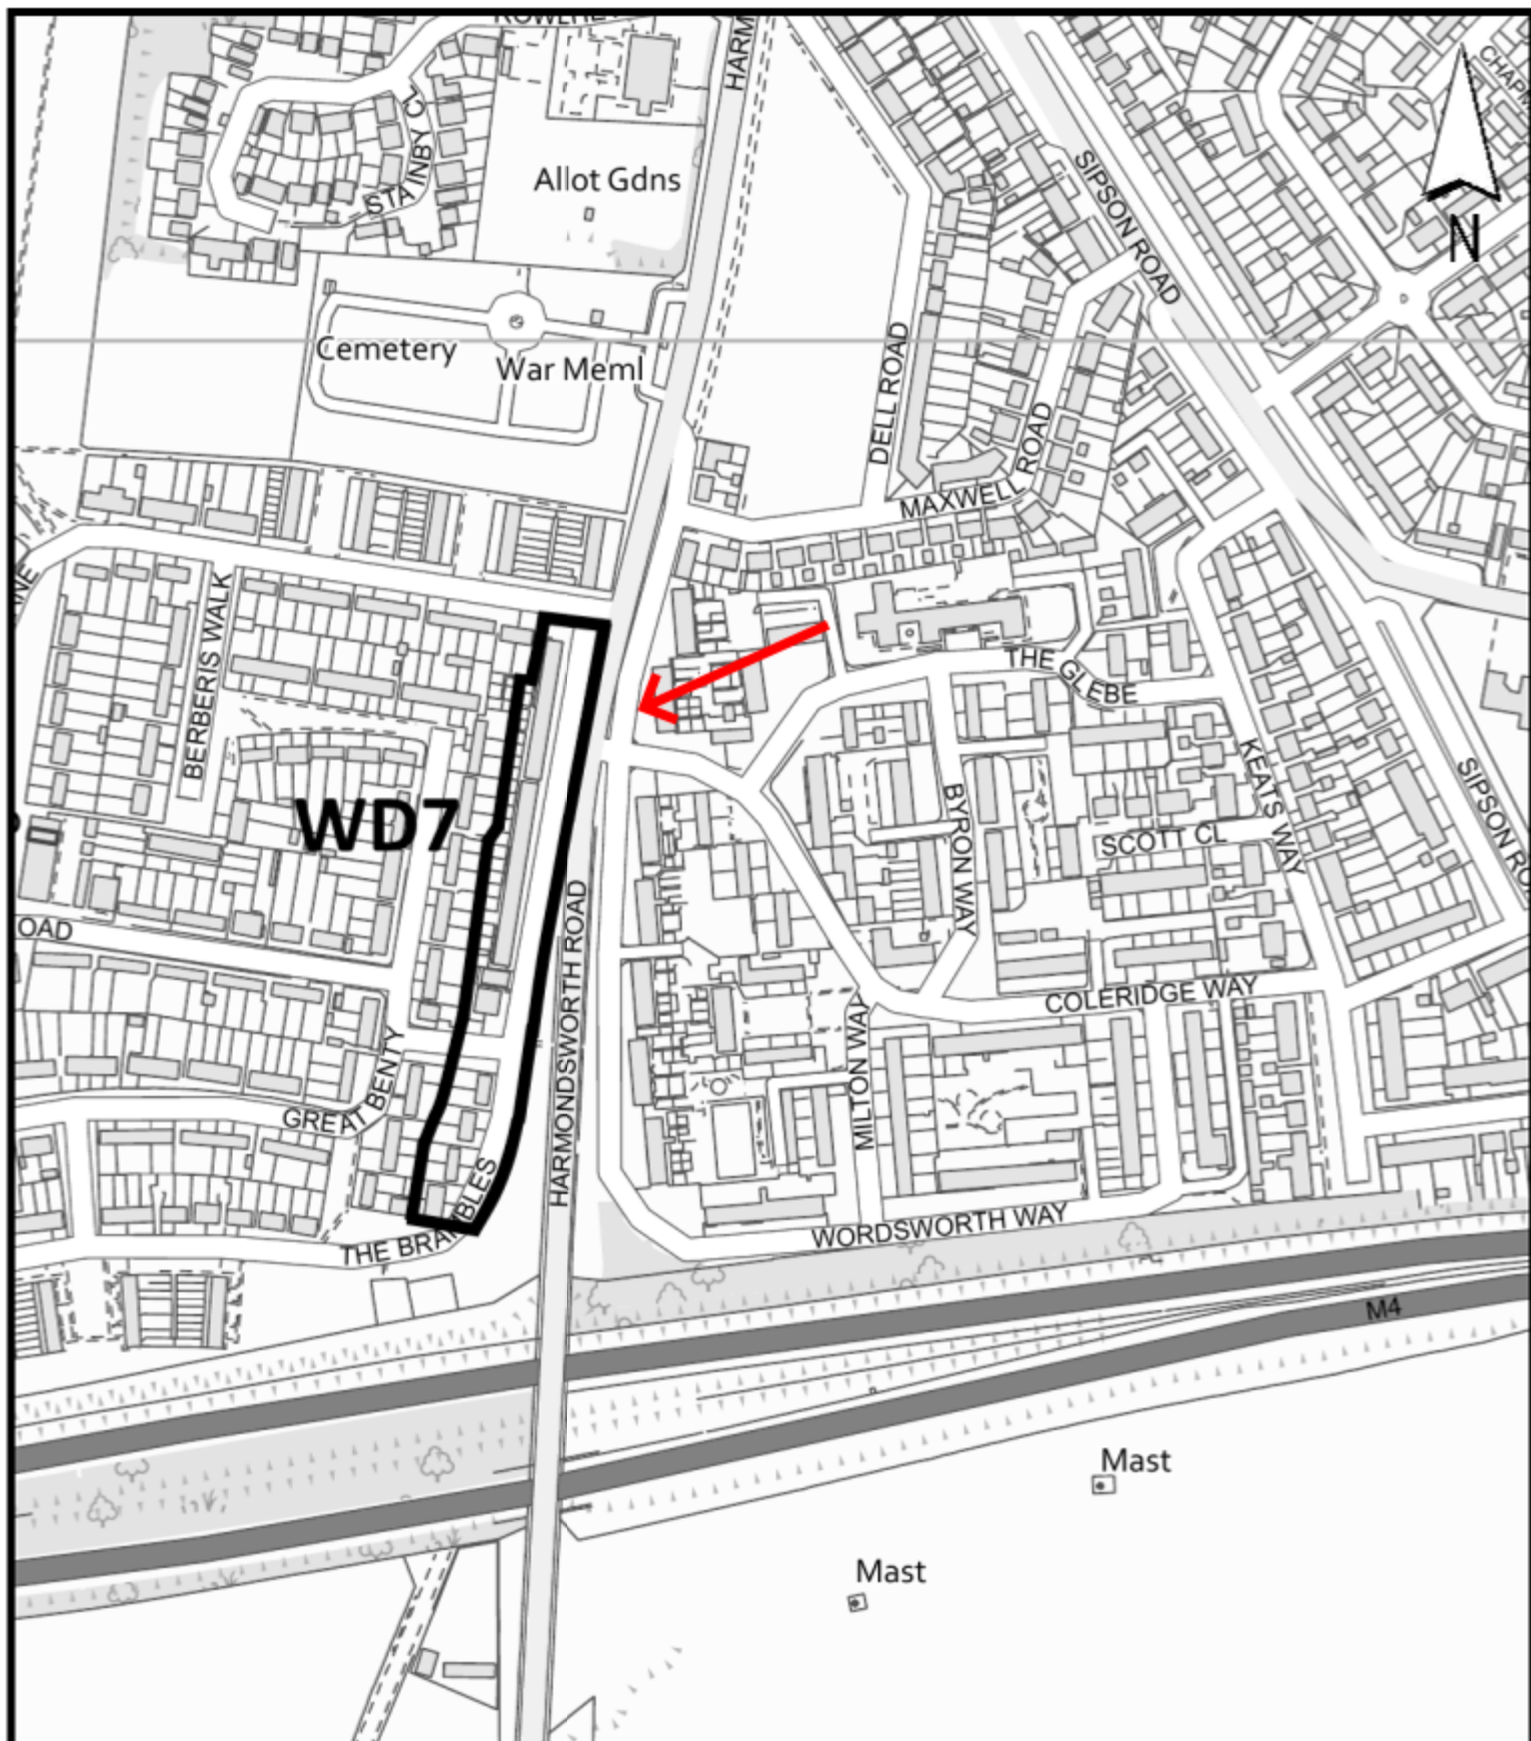 HARM
CHAPM
STAINBY CL
Allot Gdns
SIPSON ROAD
N
Cemetery
War Meml
DELL ROAD
MAXWELL ROAD
BERBERIS WALK
THE GLEBE
KEATS WAY
SIPSON RO
WD7
BYRON WAY
SCOTT CL
OAD
HARMONDSWORTH ROAD
COLERIDGE WAY
MILTON WAY
GREAT BENTY
THE BRAMBLES
WORDSWORTH WAY
M4
Mast
Mast